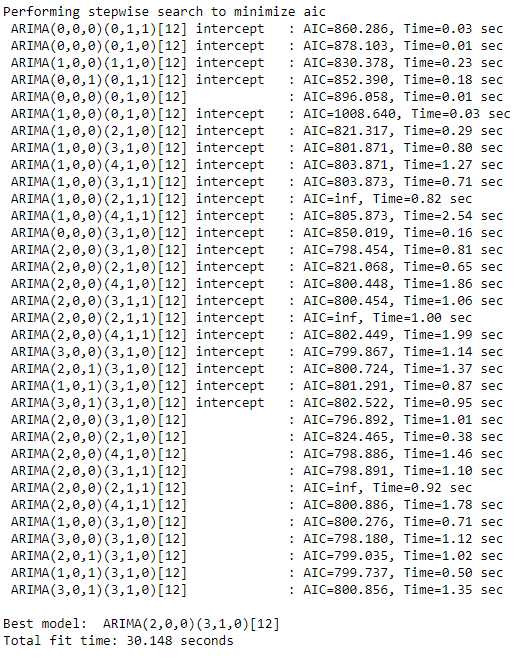 Performing stepwise search to minimize aic
ARIMA(0,0,0)(0,1,1)[12] intercept   : AIC=860.286, Time=0.03 sec
ARIMA(0,0,0)(0,1,0)[12] intercept   : AIC=878.103, Time=0.01 sec
ARIMA(1,0,0)(1,1,0)[12] intercept   : AIC=830.378, Time=0.23 sec
ARIMA(0,0,1)(0,1,1)[12] intercept   : AIC=852.390, Time=0.18 sec
ARIMA(0,0,0)(0,1,0)[12]             : AIC=896.058, Time=0.01 sec
ARIMA(1,0,0)(0,1,0)[12] intercept   : AIC=1008.640, Time=0.03 sec
ARIMA(1,0,0)(2,1,0)[12] intercept   : AIC=821.317, Time=0.29 sec
ARIMA(1,0,0)(3,1,0)[12] intercept   : AIC=801.871, Time=0.80 sec
ARIMA(1,0,0)(4,1,0)[12] intercept   : AIC=803.871, Time=1.27 sec
ARIMA(1,0,0)(3,1,1)[12] intercept   : AIC=803.873, Time=0.71 sec
ARIMA(1,0,0)(2,1,1)[12] intercept   : AIC=inf, Time=0.82 sec
ARIMA(1,0,0)(4,1,1)[12] intercept   : AIC=805.873, Time=2.54 sec
ARIMA(0,0,0)(3,1,0)[12] intercept   : AIC=850.019, Time=0.16 sec
ARIMA(2,0,0)(3,1,0)[12] intercept   : AIC=798.454, Time=0.81 sec
ARIMA(2,0,0)(2,1,0)[12] intercept   : AIC=821.068, Time=0.65 sec
ARIMA(2,0,0)(4,1,0)[12] intercept   : AIC=800.448, Time=1.86 sec
ARIMA(2,0,0)(3,1,1)[12] intercept   : AIC=800.454, Time=1.06 sec
ARIMA(2,0,0)(2,1,1)[12] intercept   : AIC=inf, Time=1.00 sec
ARIMA(2,0,0)(4,1,1)[12] intercept   : AIC=802.449, Time=1.99 sec
ARIMA(3,0,0)(3,1,0)[12] intercept   : AIC=799.867, Time=1.14 sec
ARIMA(2,0,1)(3,1,0)[12] intercept   : AIC=800.724, Time=1.37 sec
ARIMA(1,0,1)(3,1,0)[12] intercept   : AIC=801.291, Time=0.87 sec
ARIMA(3,0,1)(3,1,0)[12] intercept   : AIC=802.522, Time=0.95 sec
ARIMA(2,0,0)(3,1,0)[12]             : AIC=796.892, Time=1.01 sec
ARIMA(2,0,0)(2,1,0)[12]             : AIC=824.465, Time=0.38 sec
ARIMA(2,0,0)(4,1,0)[12]             : AIC=798.886, Time=1.46 sec
ARIMA(2,0,0)(3,1,1)[12]             : AIC=798.891, Time=1.10 sec
ARIMA(2,0,0)(2,1,1)[12]             : AIC=inf, Time=0.92 sec
ARIMA(2,0,0)(4,1,1)[12]             : AIC=800.886, Time=1.78 sec
ARIMA(1,0,0)(3,1,0)[12]             : AIC=800.276, Time=0.71 sec
ARIMA(3,0,0)(3,1,0)[12]             : AIC=798.180, Time=1.12 sec
ARIMA(2,0,1)(3,1,0)[12]             : AIC=799.035, Time=1.02 sec
ARIMA(1,0,1)(3,1,0)[12]             : AIC=799.737, Time=0.50 sec
ARIMA(3,0,1)(3,1,0)[12]             : AIC=800.856, Time=1.35 sec
Best model:  ARIMA(2,0,0)(3,1,0)[12]
Total fit time: 30.148 seconds